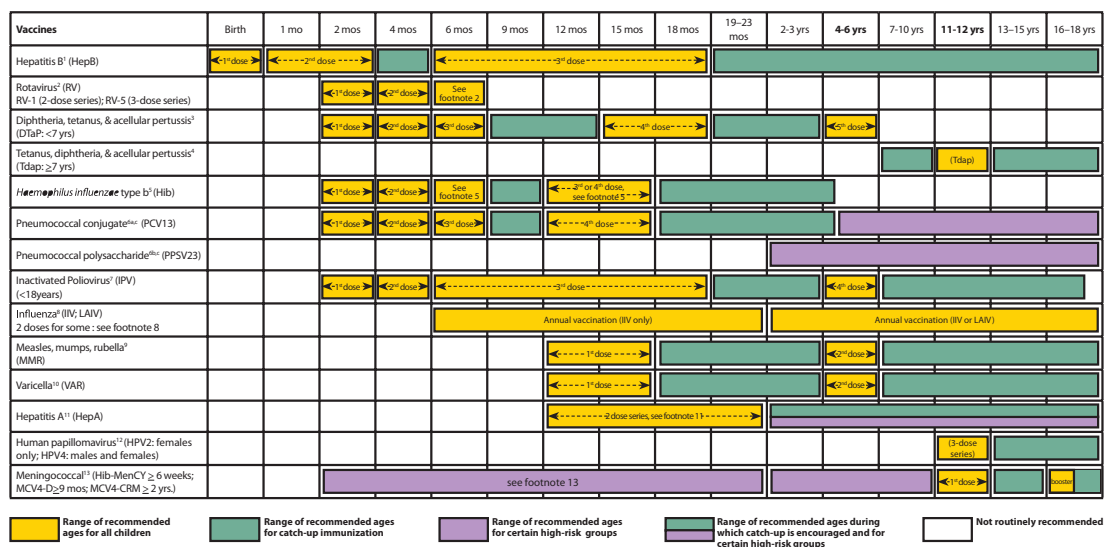 Vaccines Birth 1 mo 2 mos 4 mos 6 mos 9 mos 12 mos 15 mos 18 mos 19–23 mos 2-3 yrs 4-6 yrs 7-10 yrs 11-12 yrs 13–15 yrs 16–18 yrs
Hepatitis B¹ (HepB)
1st dose 2nd dose 3rd dose
Rotavirus² (RV)
RV-1 (2-dose series); RV-5 (3-dose series)
1st dose 2nd dose See footnote 2
Diphtheria, tetanus, & acellular pertussis³
(DTaP: <7 yrs)
1st dose 2nd dose 3rd dose 4th dose 5th dose
Tetanus, diphtheria, & acellular pertussis⁴
(Tdap: ≥7 yrs)
(Tdap)
Haemophilus influenzae type b⁵ (Hib)
1st dose 2nd dose See footnote 5 3rd or 4th dose, see footnote 5
Pneumococcal conjugate⁶ᵃ,ᶜ (PCV13)
1st dose 2nd dose 3rd dose 4th dose
Pneumococcal polysaccharide⁶ᵇ,ᶜ (PPSV23)
Inactivated Poliovirus⁷ (IPV)
(<18years)
1st dose 2nd dose 3rd dose 4th dose
Influenza⁸ (IIV; LAIV)
2 doses for some : see footnote 8
Annual vaccination (IIV only) Annual vaccination (IIV or LAIV)
Measles, mumps, rubella⁹
(MMR)
1st dose 2nd dose
Varicella¹⁰ (VAR)
1st dose 2nd dose
Hepatitis A¹¹ (HepA)
2 dose series, see footnote 11
Human papillomavirus¹² (HPV2: females
only; HPV4: males and females)
(3-dose
series)
Meningococcal¹³ (Hib-MenCY ≥ 6 weeks;
MCV4-D≥9 mos; MCV4-CRM ≥ 2 yrs.)
see footnote 13 1st dose booster
Range of recommended
ages for all children
Range of recommended ages
for catch-up immunization
Range of recommended ages
for certain high-risk groups
Range of recommended ages during
which catch-up is encouraged and for
certain high-risk groups
Not routinely recommended